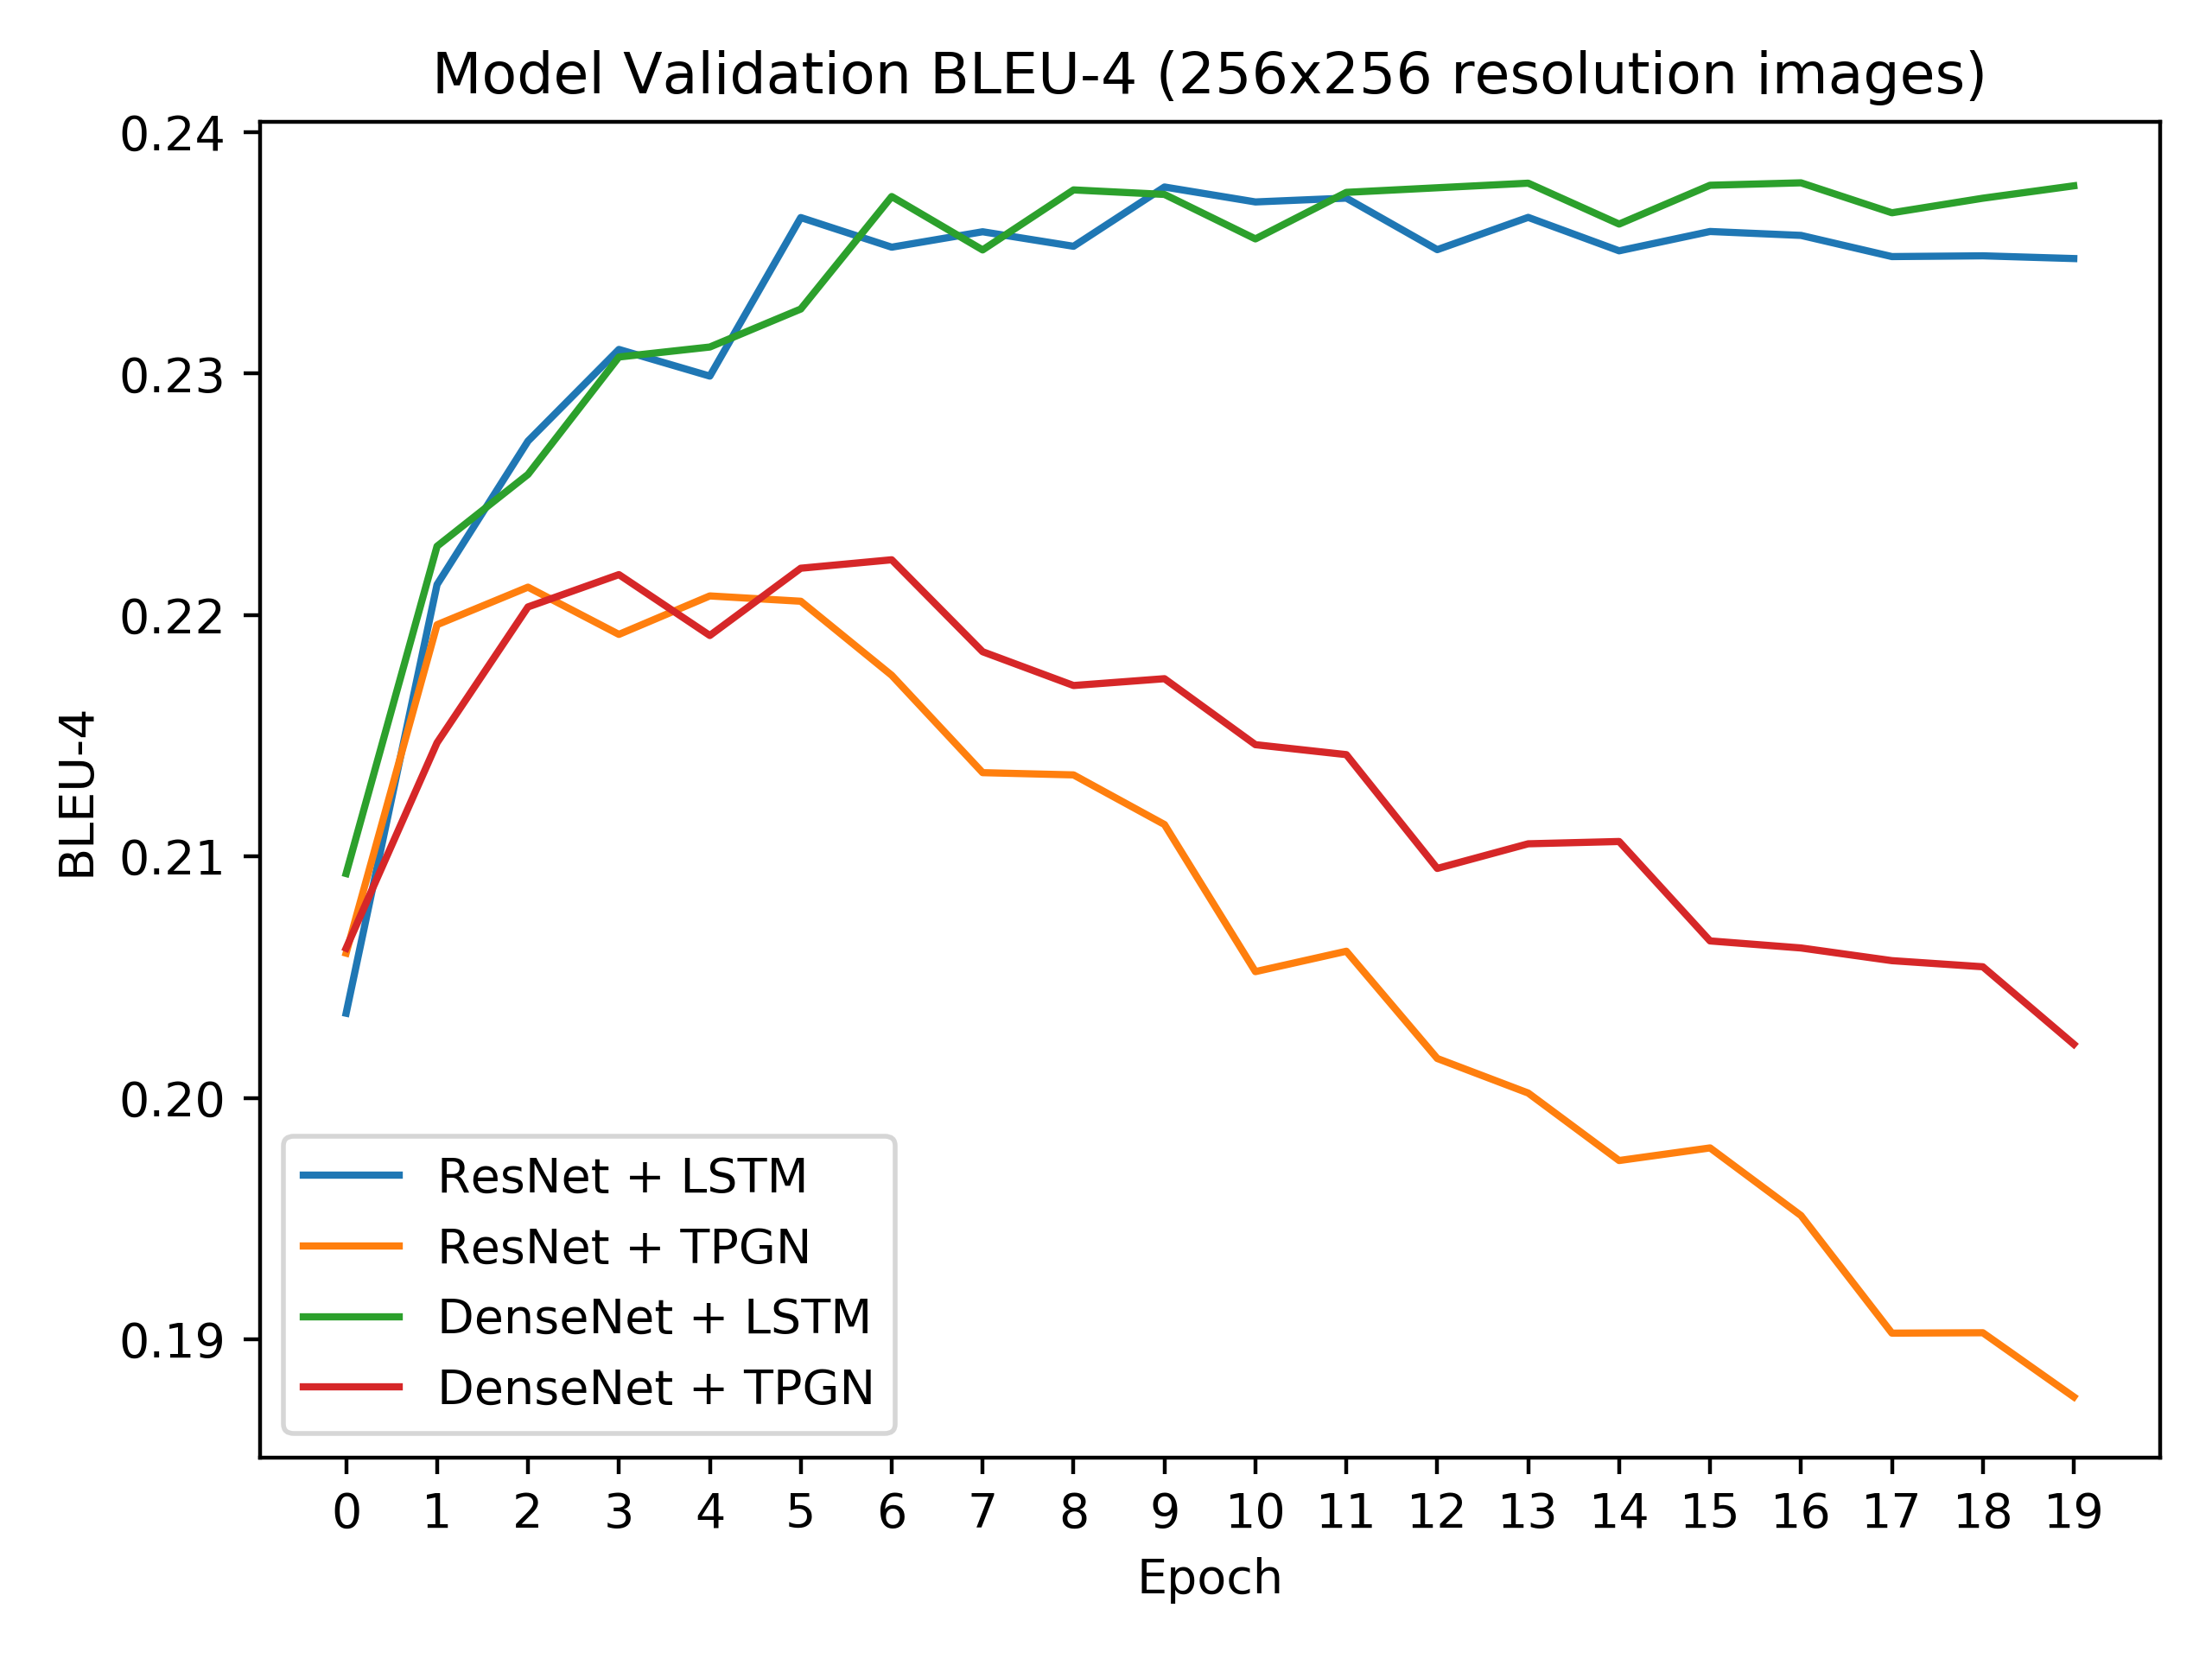 Model Validation BLEU-4 (256x256 resolution images)
0.24
0.23
0.22
0.21
0.20
0.19
BLEU-4
ResNet + LSTM
ResNet + TPGN
DenseNet + LSTM
DenseNet + TPGN
0 1 2 3 4 5 6 7 8 9 10 11 12 13 14 15 16 17 18 19
Epoch